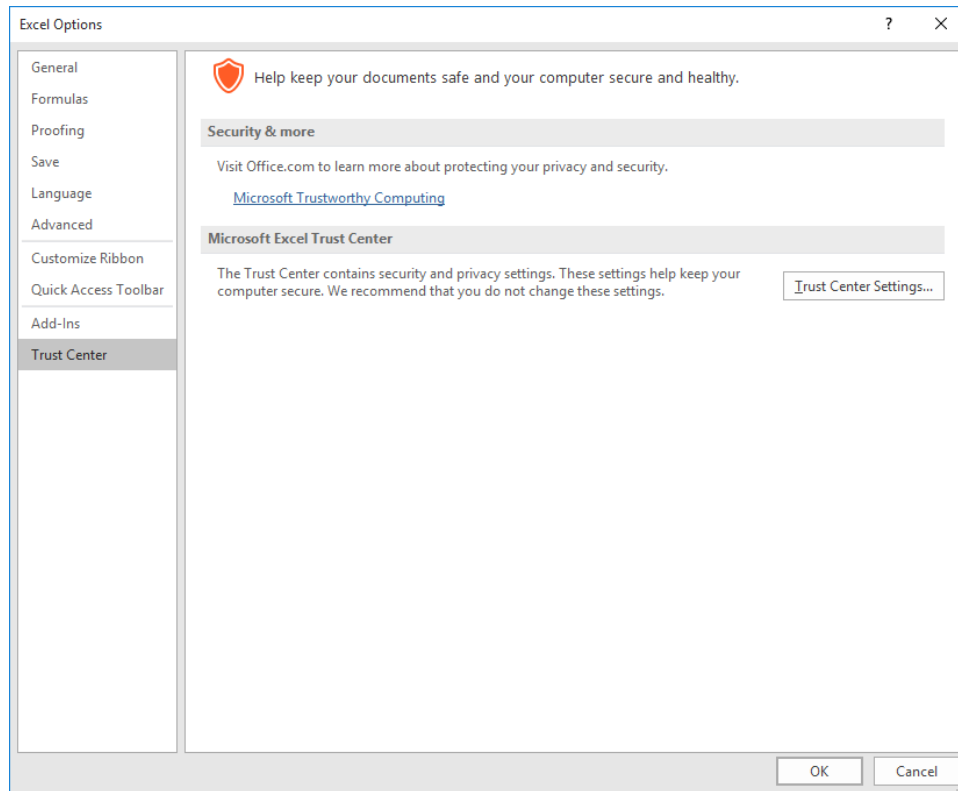 Excel Options
?
General
Formulas
Proofing
Save
Language
Advanced
Customize Ribbon
Quick Access Toolbar
Add-Ins
Trust Center
Help keep your documents safe and your computer secure and healthy.
Security & more
Visit Office.com to learn more about protecting your privacy and security.
Microsoft Trustworthy Computing
Microsoft Excel Trust Center
The Trust Center contains security and privacy settings. These settings help keep your
computer secure. We recommend that you do not change these settings.
Trust Center Settings...
OK
Cancel